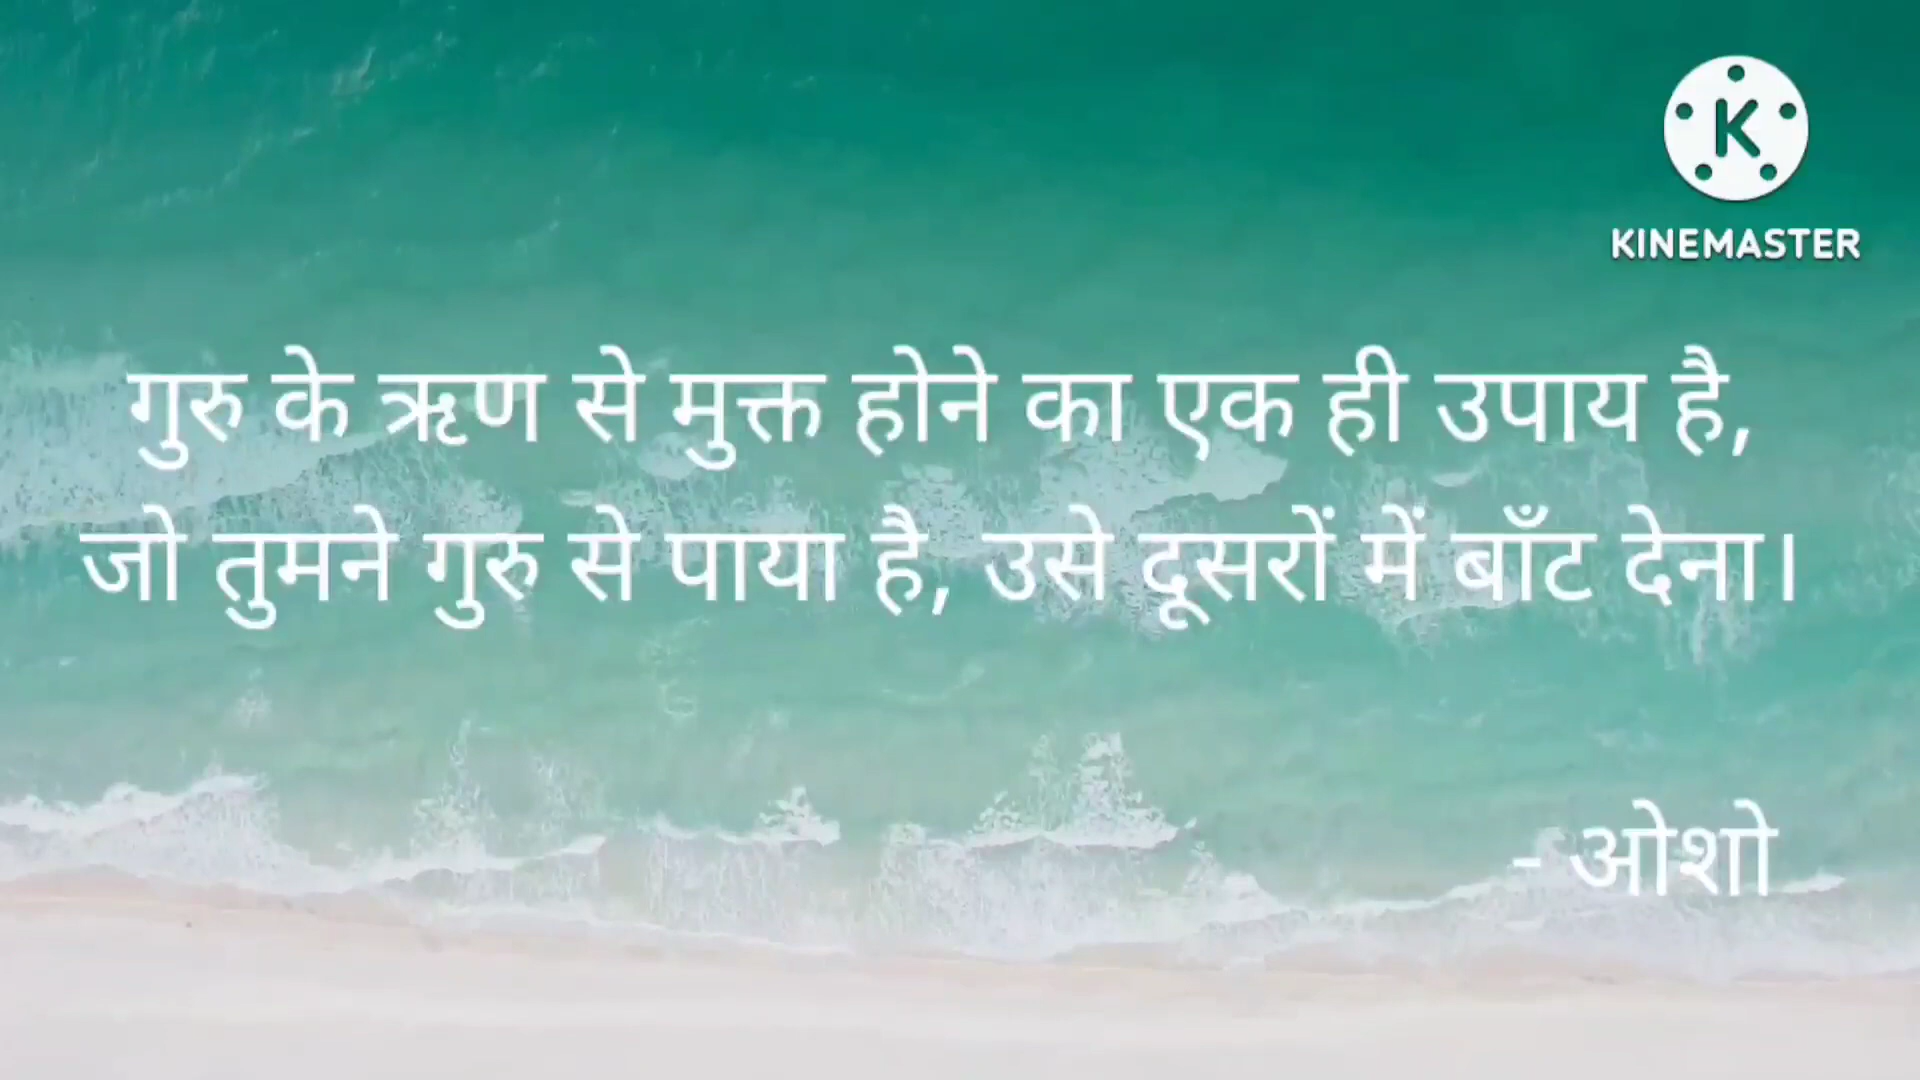 KINEMASTER
गुरु के ऋण से मुक्त होने का एक ही उपाय है,
जो तुमने गुरु से पाया है, उसे दूसरों में बाँट देना।
- ओशो